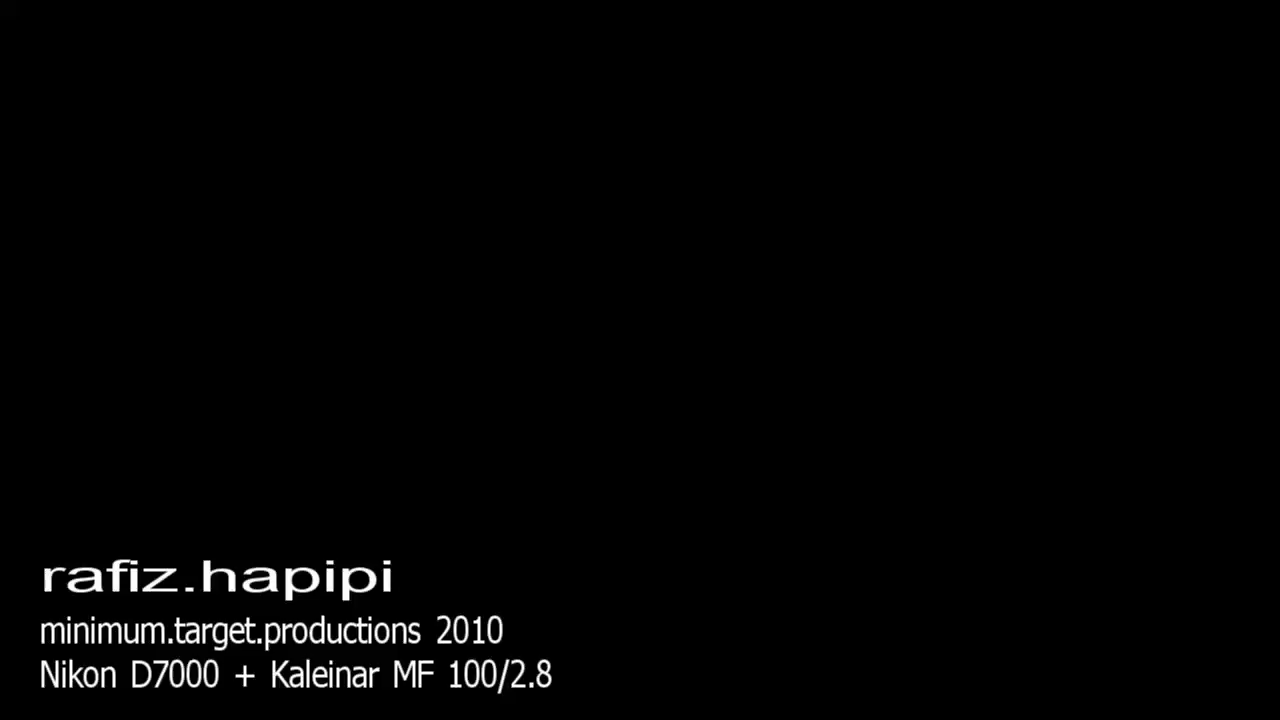 rafiz.hapipi
minimum.target.productions 2010
Nikon D7000 + Kaleinar MF 100/2.8